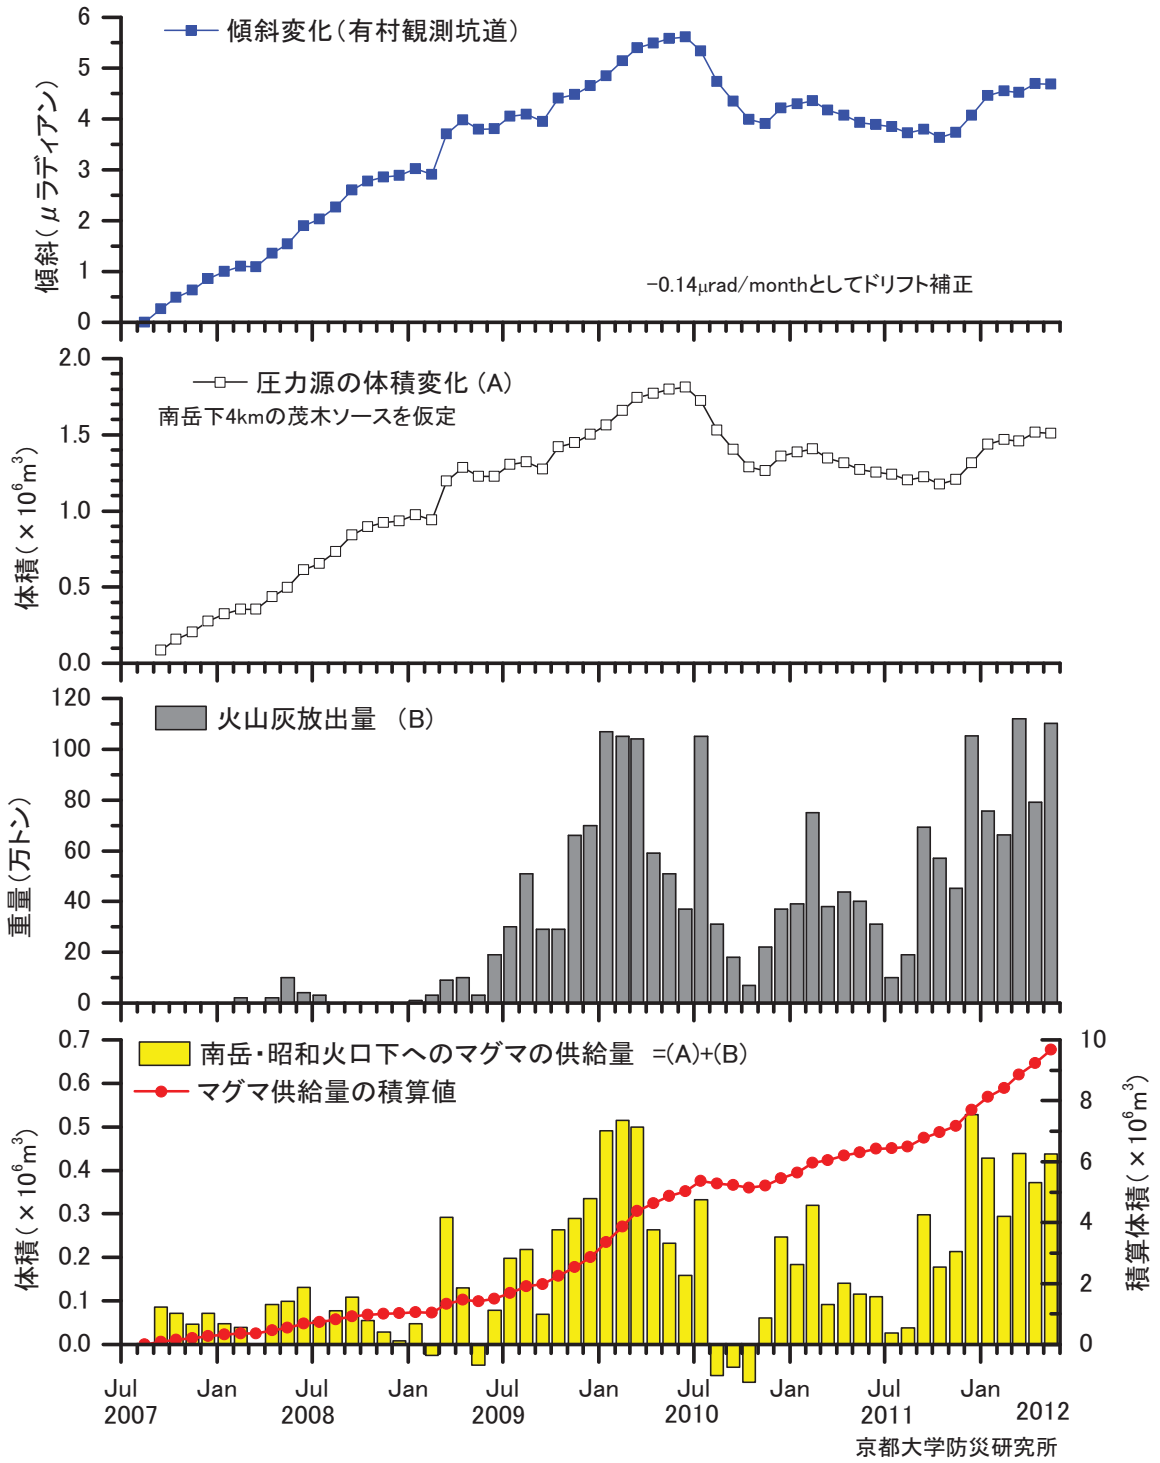 傾斜変化(有村観測坑道)
傾斜(μラディアン)
6
5
4
3
2
1
0
-0.14μrad/monthとしてドリフト補正
圧力源の体積変化 (A)
南岳下4kmの茂木ソースを仮定
体積(×10⁶m³)
2.0
1.5
1.0
0.5
0.0
火山灰放出量 (B)
重量(万トン)
120
100
80
60
40
20
0
南岳・昭和火口下へのマグマの供給量 =(A)+(B)
マグマ供給量の積算値
体積(×10⁶m³)
0.7
0.6
0.5
0.4
0.3
0.2
0.1
0.0
10
8
6
4
2
0
積算体積(×10⁶m³)
Jul Jan Jul Jan Jul Jan Jul Jan Jul Jan
2007 2008 2009 2010 2011 2012
京都大学防災研究所